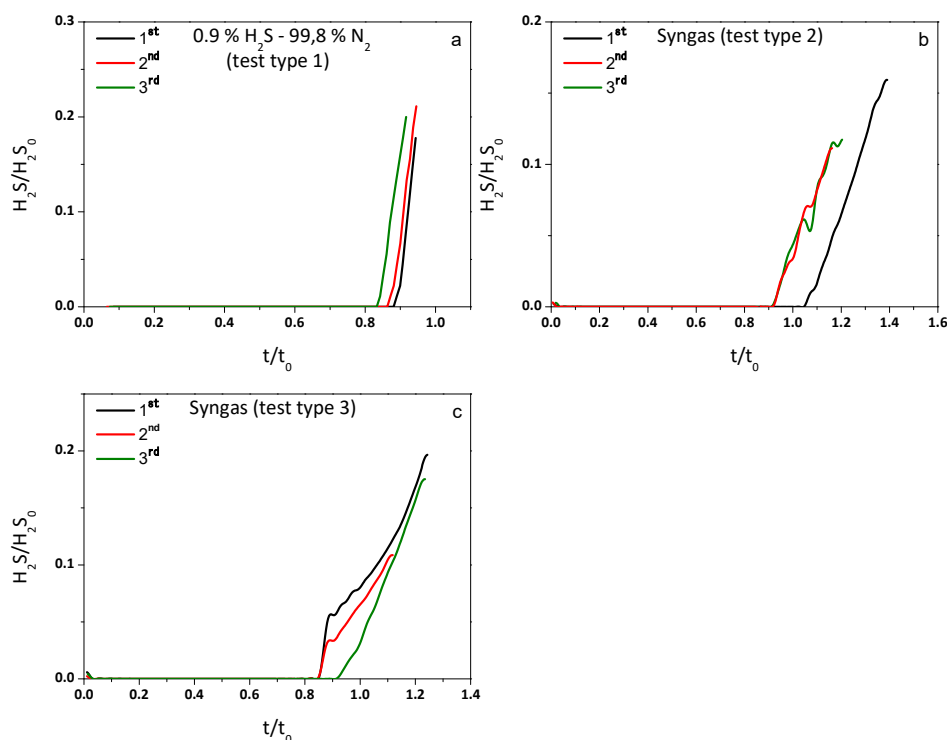 0.9 % H₂S - 99,8 % N₂
(test type 1)
a
1st
2nd
3rd
0.3
0.2
0.1
0.0
H₂S/H₂S₀
0.0 0.2 0.4 0.6 0.8 1.0
t/t₀
Syngas (test type 2)
b
1st
2nd
3rd
0.2
0.1
0.0
H₂S/H₂S₀
0.0 0.2 0.4 0.6 0.8 1.0 1.2 1.4 1.6
t/t₀
Syngas (test type 3)
c
1st
2nd
3rd
0.2
0.1
0.0
H₂S/H₂S₀
0.0 0.2 0.4 0.6 0.8 1.0 1.2 1.4
t/t₀